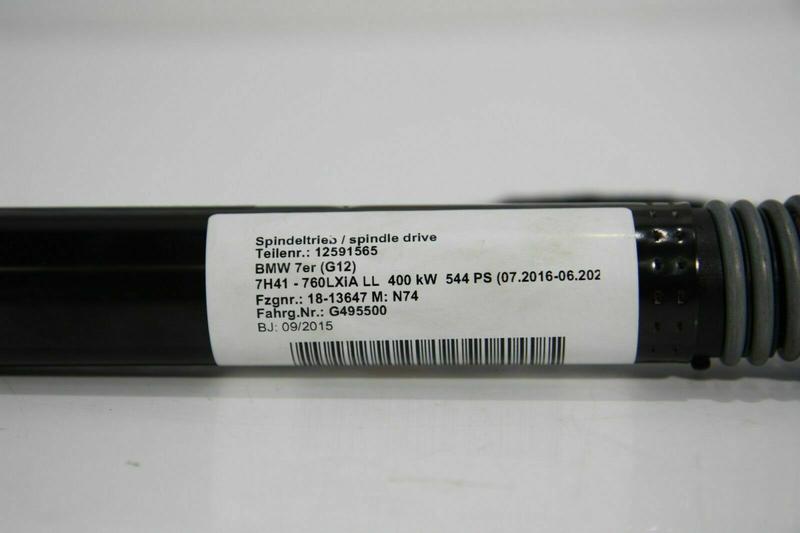 Spindeltrieb / spindle drive
Teilenr.: 12591565
BMW 7er (G12)
7H41 - 760LXiA LL 400 kW 544 PS (07.2016-06.202
Fzgnr.: 18-13647 M: N74
Fahrg.Nr.: G495500
BJ: 09/2015